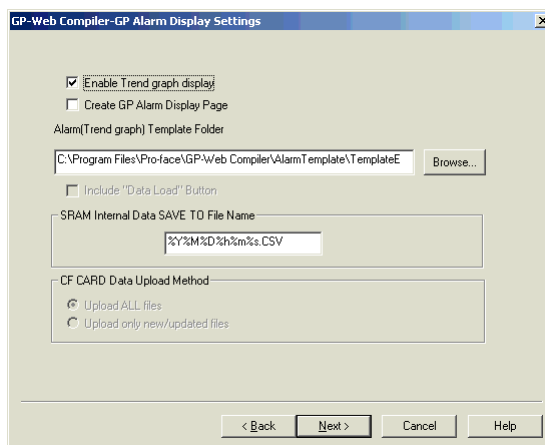 GP-Web Compiler-GP Alarm Display Settings
Enable Trend graph display
Create GP Alarm Display Page
Alarm(Trend graph) Template Folder
C:\Program Files\Pro-face\GP-Web Compiler\AlarmTemplate\TemplateE
Browse...
Include "Data Load" Button
SRAM Internal Data SAVE TO File Name
%Y%M%D%h%m%s.CSV
CF CARD Data Upload Method
Upload ALL files
Upload only new/updated files
< Back Next > Cancel Help